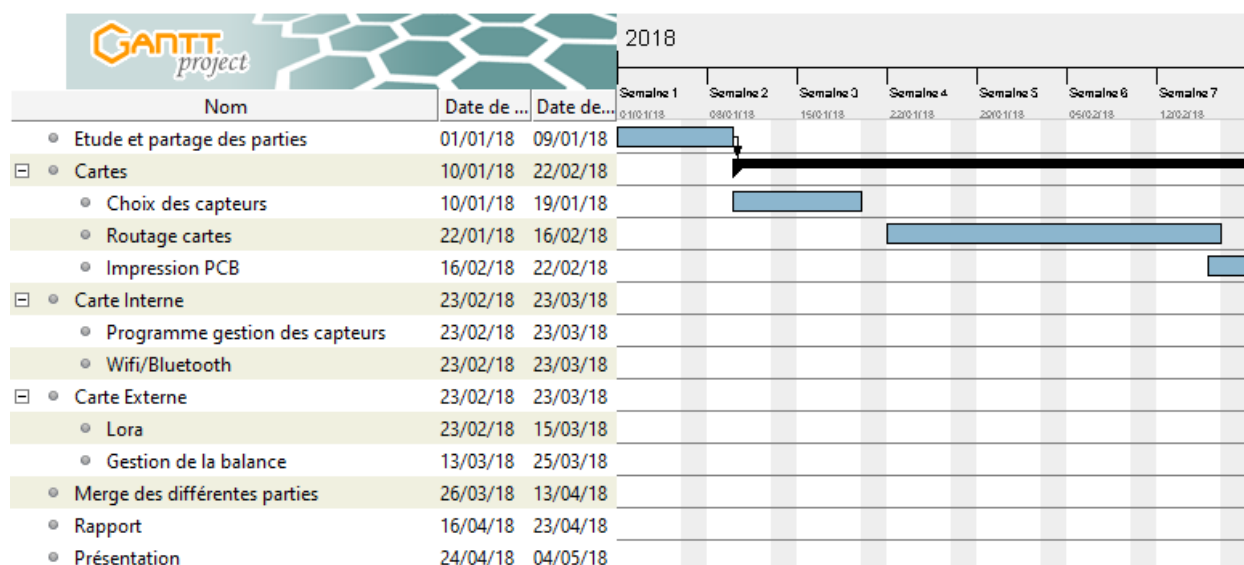 GANTT
project
2018
Semaine 1 Semaine 2 Semaine 3 Semaine 4 Semaine 5 Semaine 6 Semaine 7
01/01/18 08/01/18 15/01/18 22/01/18 29/01/18 05/02/18 12/02/18
Nom Date de ... Date de...
Etude et partage des parties 01/01/18 09/01/18
Cartes 10/01/18 22/02/18
Choix des capteurs 10/01/18 19/01/18
Routage cartes 22/01/18 16/02/18
Impression PCB 16/02/18 22/02/18
Carte Interne 23/02/18 23/03/18
Programme gestion des capteurs 23/02/18 23/03/18
Wifi/Bluetooth 23/02/18 23/03/18
Carte Externe 23/02/18 23/03/18
Lora 23/02/18 15/03/18
Gestion de la balance 13/03/18 25/03/18
Merge des différentes parties 26/03/18 13/04/18
Rapport 16/04/18 23/04/18
Présentation 24/04/18 04/05/18